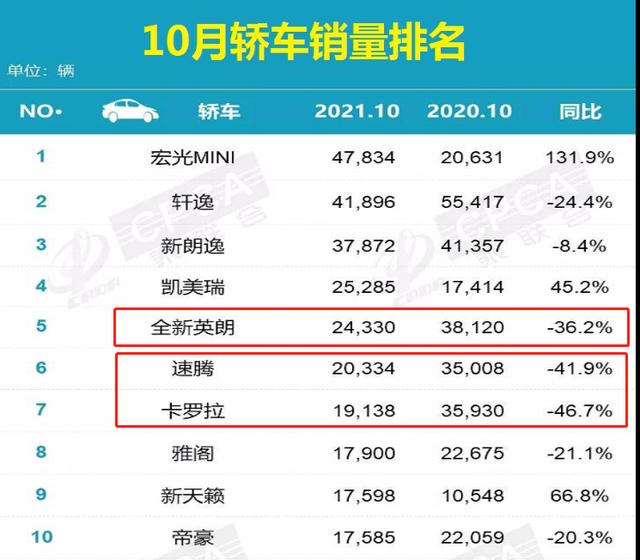 10月轿车销量排名
单位：辆
NO• 轿车 2021.10 2020.10 同比
1 宏光MINI 47,834 20,631 131.9%
2 轩逸 41,896 55,417 -24.4%
3 新朗逸 37,872 41,357 -8.4%
4 凯美瑞 25,285 17,414 45.2%
5 全新英朗 24,330 38,120 -36.2%
6 速腾 20,334 35,008 -41.9%
7 卡罗拉 19,138 35,930 -46.7%
8 雅阁 17,900 22,675 -21.1%
9 新天籁 17,598 10,548 66.8%
10 帝豪 17,585 22,059 -20.3%
CPCA
乘联会